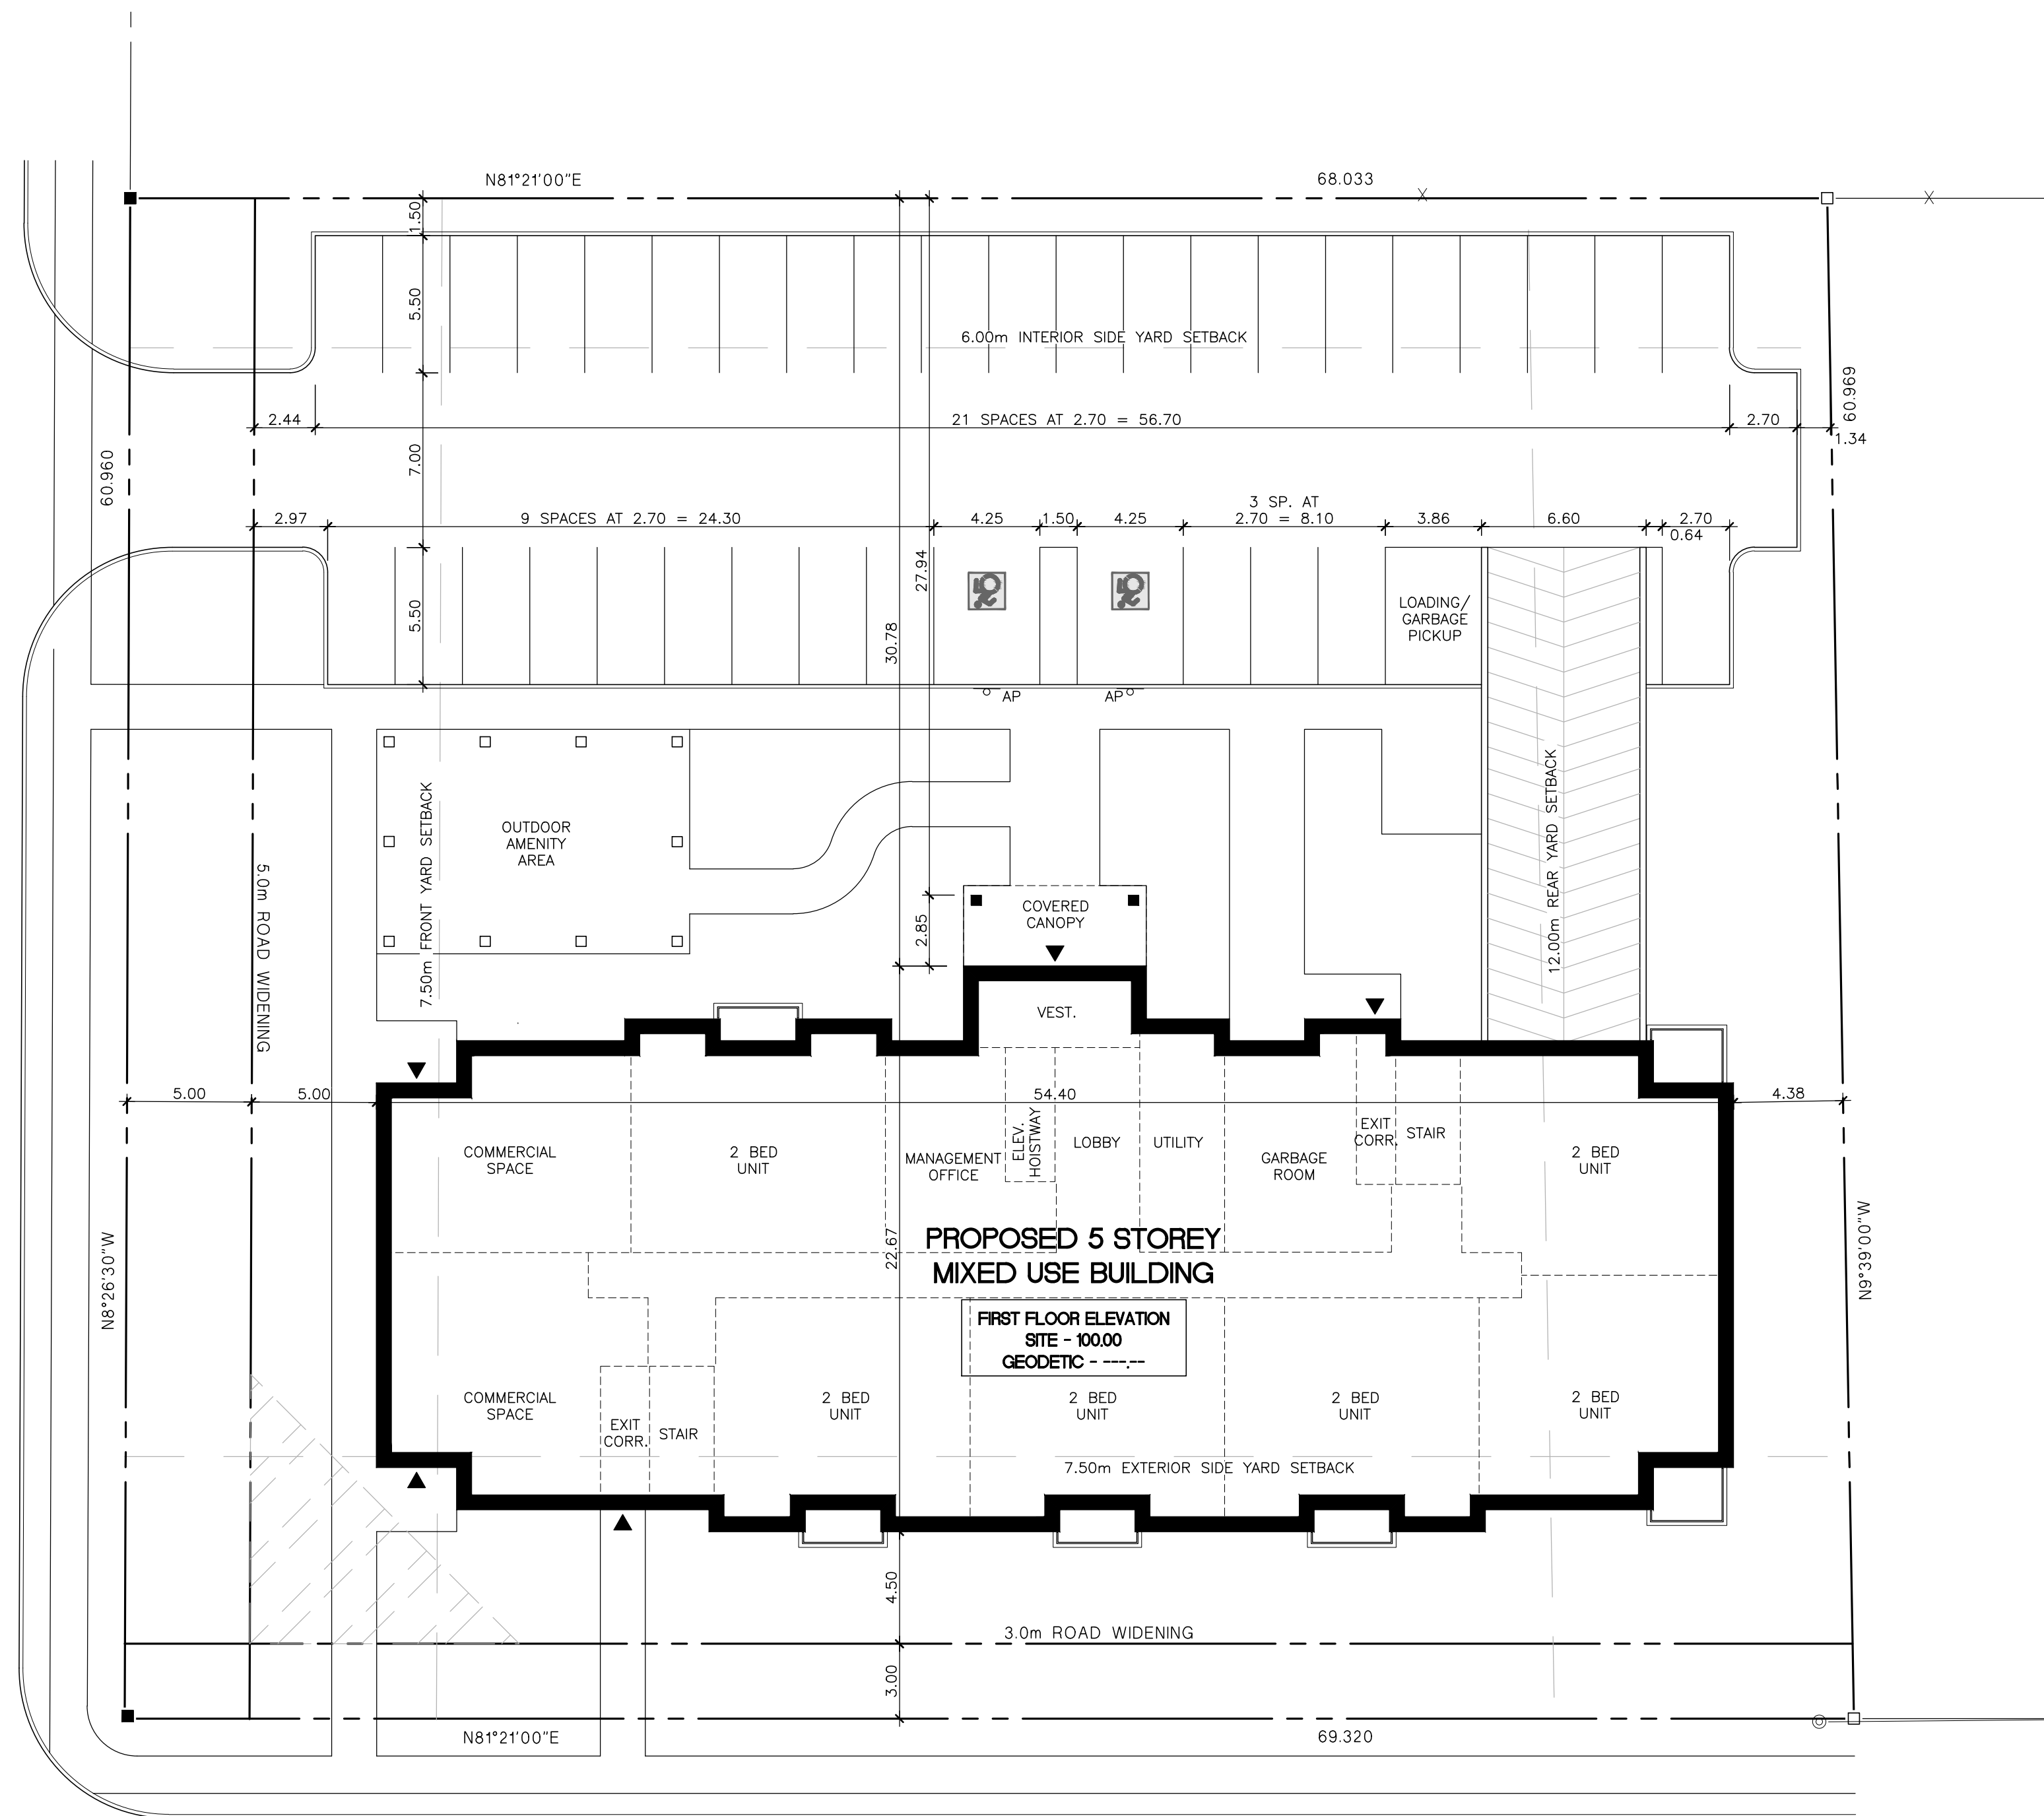 N81°21'00"E
68.033
X
X
1.50
5.50
6.00m INTERIOR SIDE YARD SETBACK
60.969
2.44
21 SPACES AT 2.70 = 56.70
2.70
1.34
7.00
60.960
3 SP. AT
2.97
9 SPACES AT 2.70 = 24.30
4.25
1.50
4.25
2.70 = 8.10
3.86
6.60
2.70
0.64
27.94
5.50
30.78
LOADING/
GARBAGE
PICKUP
AP
AP
7.50m FRONT YARD SETBACK
OUTDOOR
AMENITY
AREA
12.00m REAR YARD SETBACK
5.0m ROAD WIDENING
COVERED
CANOPY
2.85
VEST.
5.00
5.00
54.40
4.38
COMMERCIAL
SPACE
2 BED
UNIT
MANAGEMENT
OFFICE
ELEV.
HOISTWAY
LOBBY
UTILITY
GARBAGE
ROOM
EXIT
CORR.
STAIR
2 BED
UNIT
22.67
PROPOSED 5 STOREY
MIXED USE BUILDING
N8°26'30"W
N9°39'00"W
FIRST FLOOR ELEVATION
SITE - 100.00
GEODETIC - ---.--
COMMERCIAL
SPACE
EXIT
CORR.
STAIR
2 BED
UNIT
2 BED
UNIT
2 BED
UNIT
2 BED
UNIT
7.50m EXTERIOR SIDE YARD SETBACK
4.50
3.0m ROAD WIDENING
3.00
N81°21'00"E
69.320